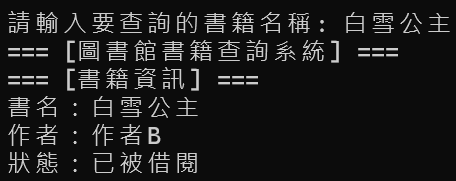 請輸入要查詢的書籍名稱: 白雪公主
=== [圖書館書籍查詢系統] ===
=== [書籍資訊] ===
書名：白雪公主
作者：作者B
狀態：已被借閱